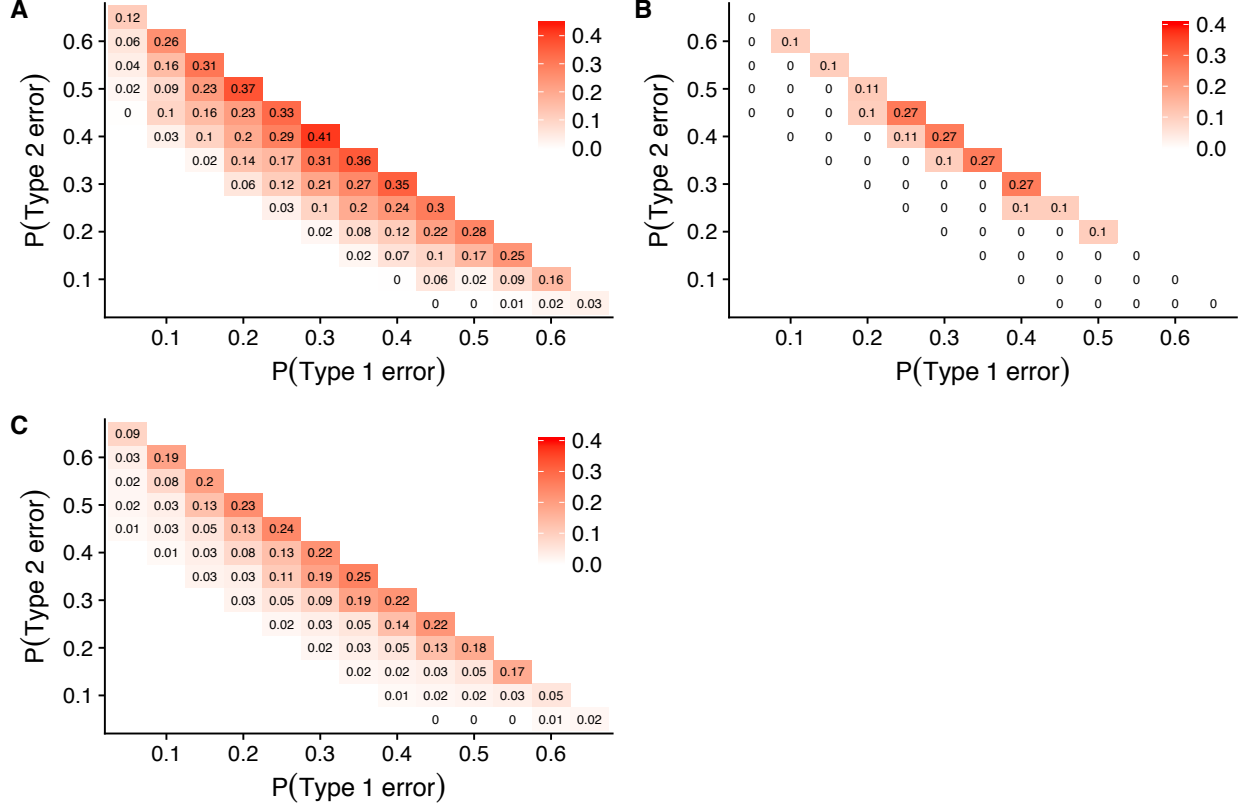 A
0.12
0.6 0.06 0.26
0.04 0.16 0.31
0.5 0.02 0.09 0.23 0.37
0 0.1 0.16 0.23 0.33
0.4 0.03 0.1 0.2 0.29 0.41
0.02 0.14 0.17 0.31 0.36
0.3 0.06 0.12 0.21 0.27 0.35
0.03 0.1 0.2 0.24 0.3
0.2 0.02 0.08 0.12 0.22 0.28
0.02 0.07 0.1 0.17 0.25
0.1 0 0.06 0.02 0.09 0.16
0 0 0.01 0.02 0.03
0.1 0.2 0.3 0.4 0.5 0.6
P(Type 1 error)
P(Type 2 error)
0.4
0.3
0.2
0.1
0.0
B
0
0.6 0 0.1
0 0 0.1
0.5 0 0 0 0.11
0 0 0 0.1 0.27
0.4 0 0 0 0.11 0.27
0 0 0 0.1 0.27
0.3 0 0 0 0 0.27
0 0 0 0.1 0.1
0.2 0 0 0 0 0.1
0 0 0 0 0
0.1 0 0 0 0 0
0 0 0 0 0
0.1 0.2 0.3 0.4 0.5 0.6
P(Type 1 error)
P(Type 2 error)
0.4
0.3
0.2
0.1
0.0
C
0.09
0.6 0.03 0.19
0.02 0.08 0.2
0.5 0.02 0.03 0.13 0.23
0.01 0.03 0.05 0.13 0.24
0.4 0.01 0.03 0.08 0.13 0.22
0.03 0.03 0.11 0.19 0.25
0.3 0.03 0.05 0.09 0.19 0.22
0.02 0.03 0.05 0.14 0.22
0.2 0.02 0.03 0.05 0.13 0.18
0.02 0.02 0.03 0.05 0.17
0.1 0.01 0.02 0.02 0.03 0.05
0 0 0 0.01 0.02
0.1 0.2 0.3 0.4 0.5 0.6
P(Type 1 error)
P(Type 2 error)
0.4
0.3
0.2
0.1
0.0